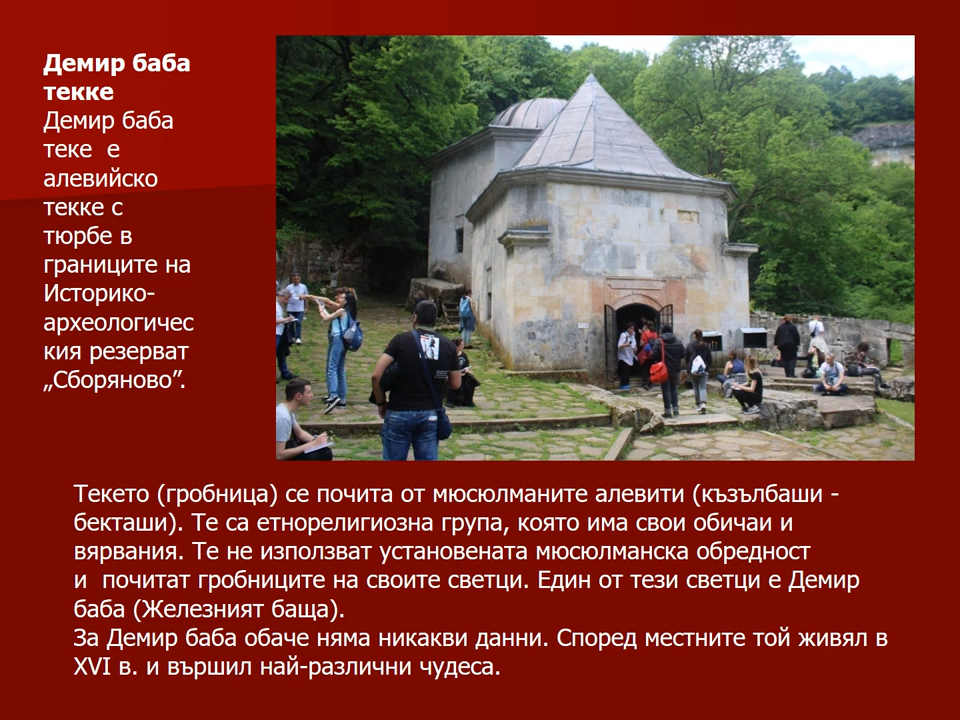 Демир баба
текке
Демир баба
теке е
алевийско
текке с
тюрбе в
границите на
Историко-
археологичес
кия резерват
„Сборяново”.
Текето (гробница) се почита от мюсюлманите алевити (къзълбаши -
бекташи). Те са етнорелигиозна група, която има свои обичаи и
вярвания. Те не използват установената мюсюлманска обредност
и почитат гробниците на своите светци. Един от тези светци е Демир
баба (Железният баща).
За Демир баба обаче няма никакви данни. Според местните той живял в
XVI в. и вършил най-различни чудеса.